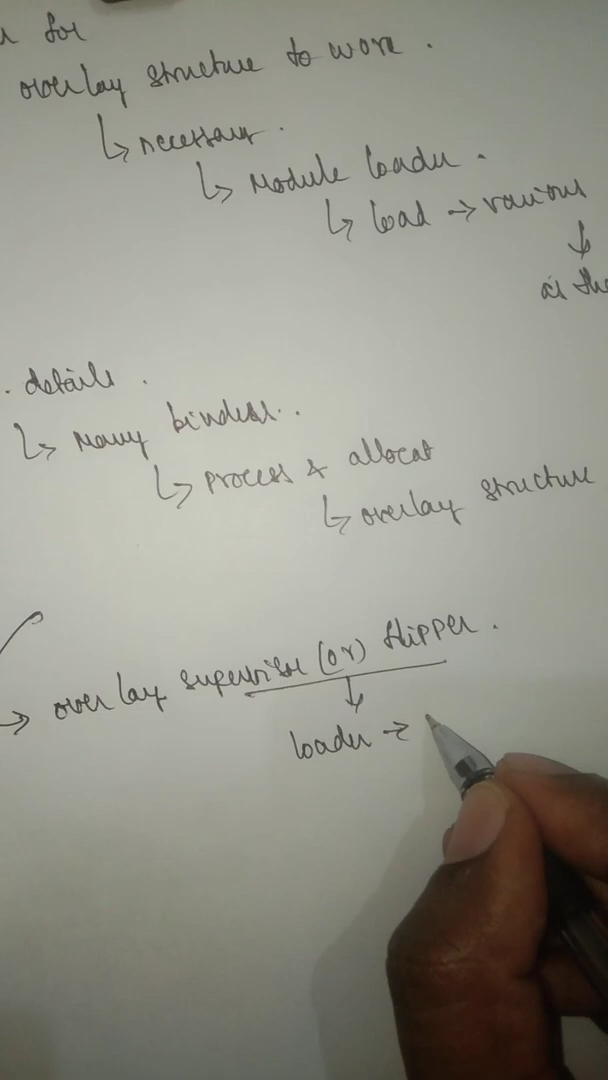 for
overlay structure to work .
↳ necessary .
↳ Module loader .
↳ load → various
↓
as the
. details .
↳ Many binders ..
↳ process & allocat
↳ overlay structure
→ overlay supervisor (or) flipper .
↓
loader →